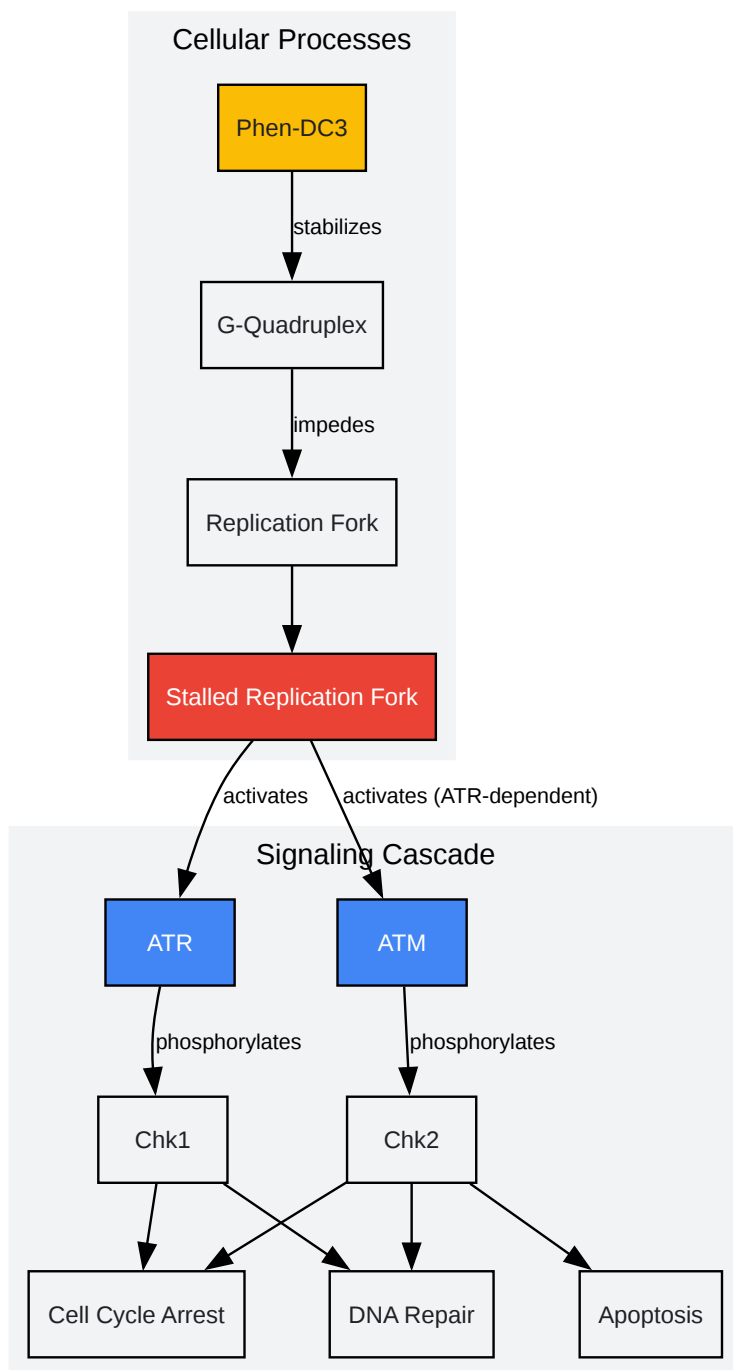 Cellular Processes
Phen-DC3
stabilizes
G-Quadruplex
impedes
Replication Fork
Stalled Replication Fork
activates
activates (ATR-dependent)
Signaling Cascade
ATR
ATM
phosphorylates
phosphorylates
Chk1
Chk2
Cell Cycle Arrest
DNA Repair
Apoptosis